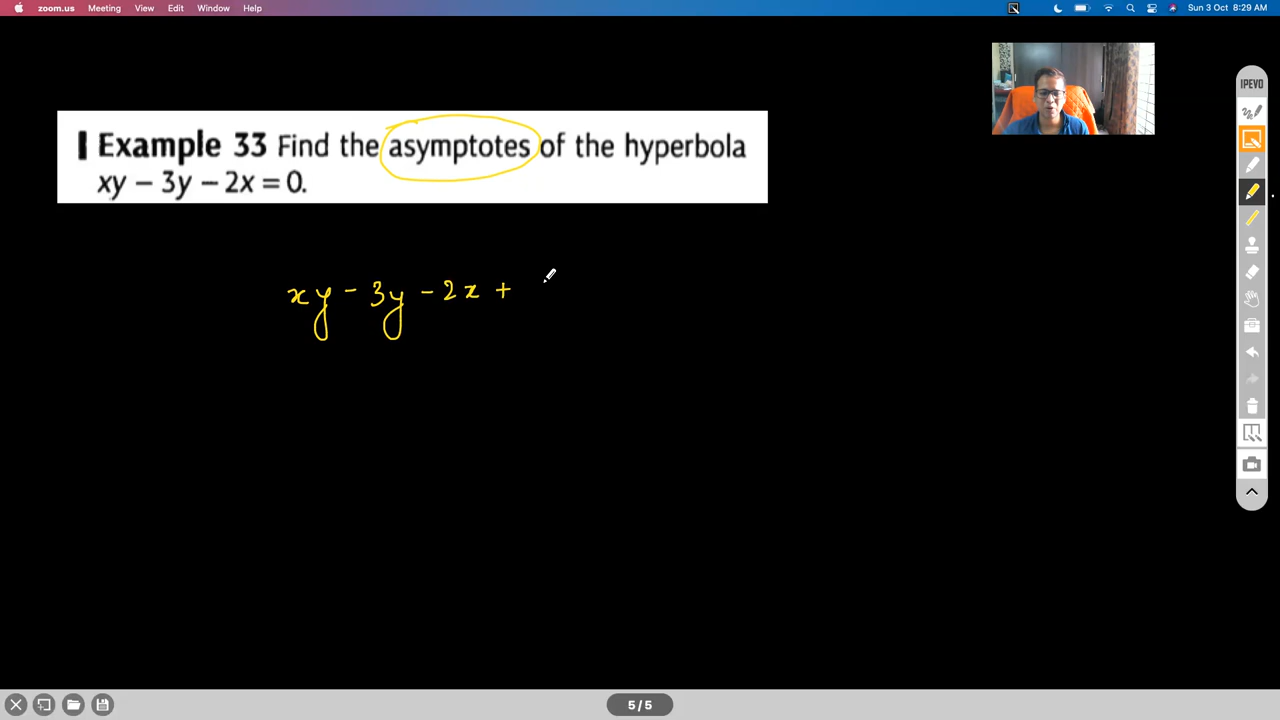 zoom.us Meeting View Edit Window Help Sun 3 Oct 8:29 AM
IPEVO
Example 33 Find the asymptotes of the hyperbola
xy − 3y − 2x = 0.
xy − 3y − 2x +
5/5